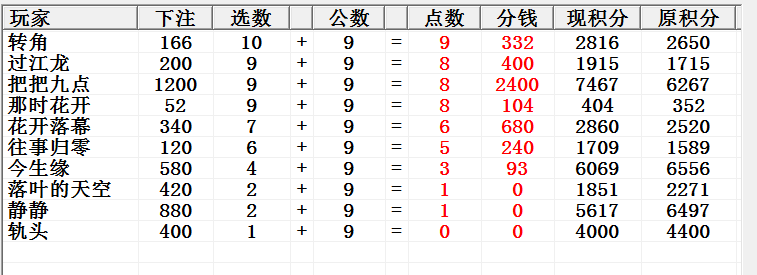 玩家 下注 选数 公数 点数 分钱 现积分 原积分
转角 166 10 + 9 = 9 332 2816 2650
过江龙 200 9 + 9 = 8 400 1915 1715
把把九点 1200 9 + 9 = 8 2400 7467 6267
那时花开 52 9 + 9 = 8 104 404 352
花开落幕 340 7 + 9 = 6 680 2860 2520
往事归零 120 6 + 9 = 5 240 1709 1589
今生缘 580 4 + 9 = 3 93 6069 6556
落叶的天空 420 2 + 9 = 1 0 1851 2271
静静 880 2 + 9 = 1 0 5617 6497
轨头 400 1 + 9 = 0 0 4000 4400